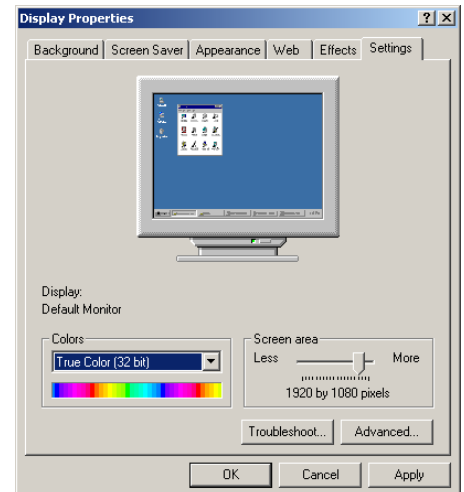 Display Properties
Background Screen Saver Appearance Web Effects Settings
Display:
Default Monitor
Colors
True Color (32 bit)
Screen area
Less More
1920 by 1080 pixels
Troubleshoot... Advanced...
OK Cancel Apply